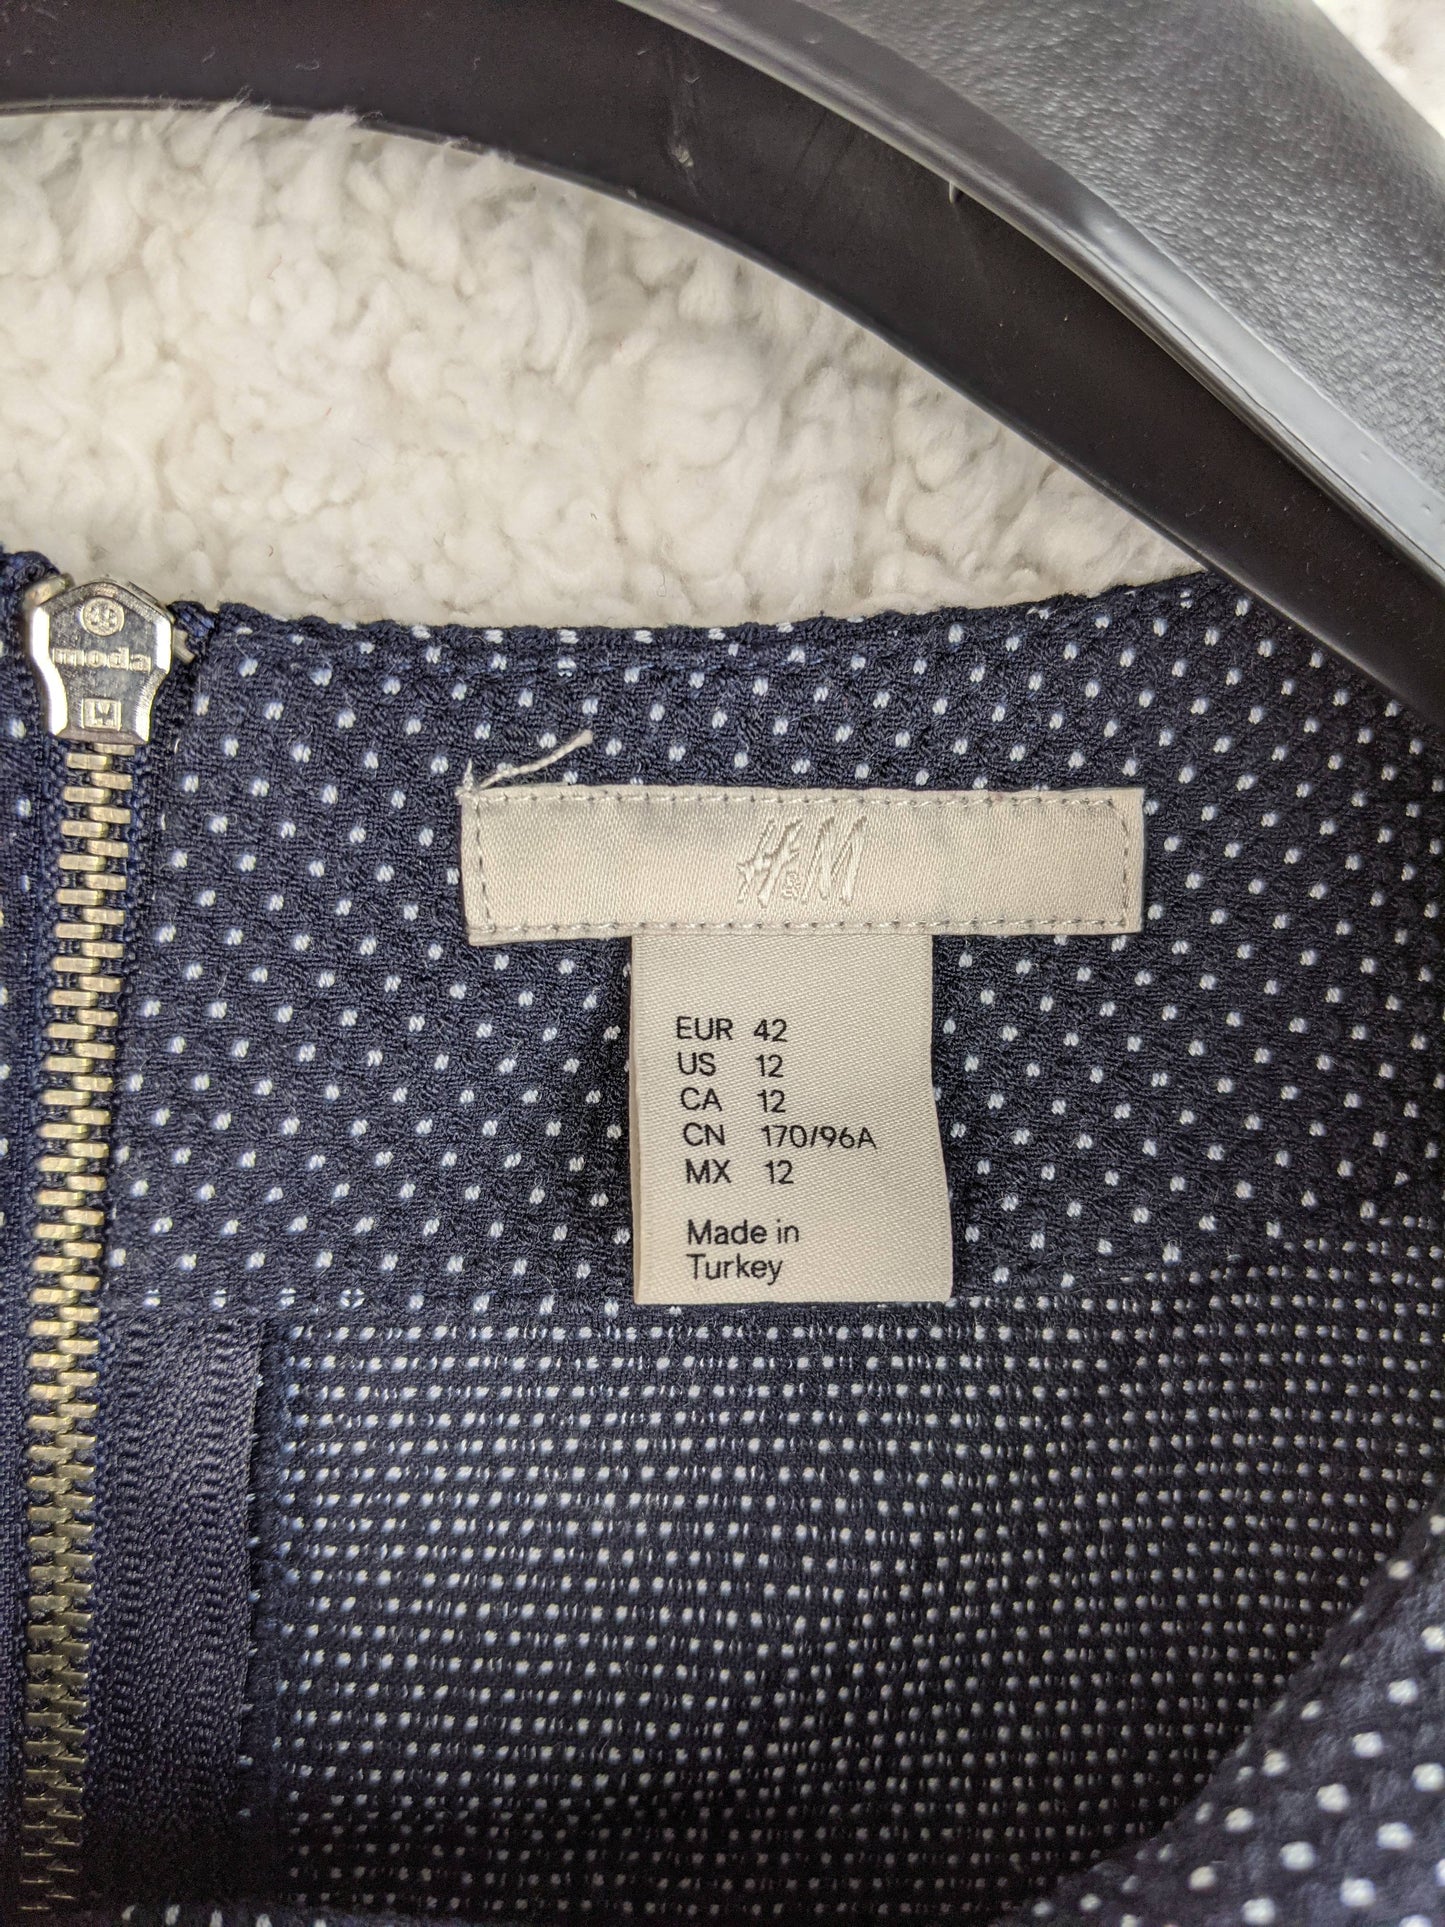 moda
M
H&M
EUR 42
US 12
CA 12
CN 170/96A
MX 12
Made in
Turkey